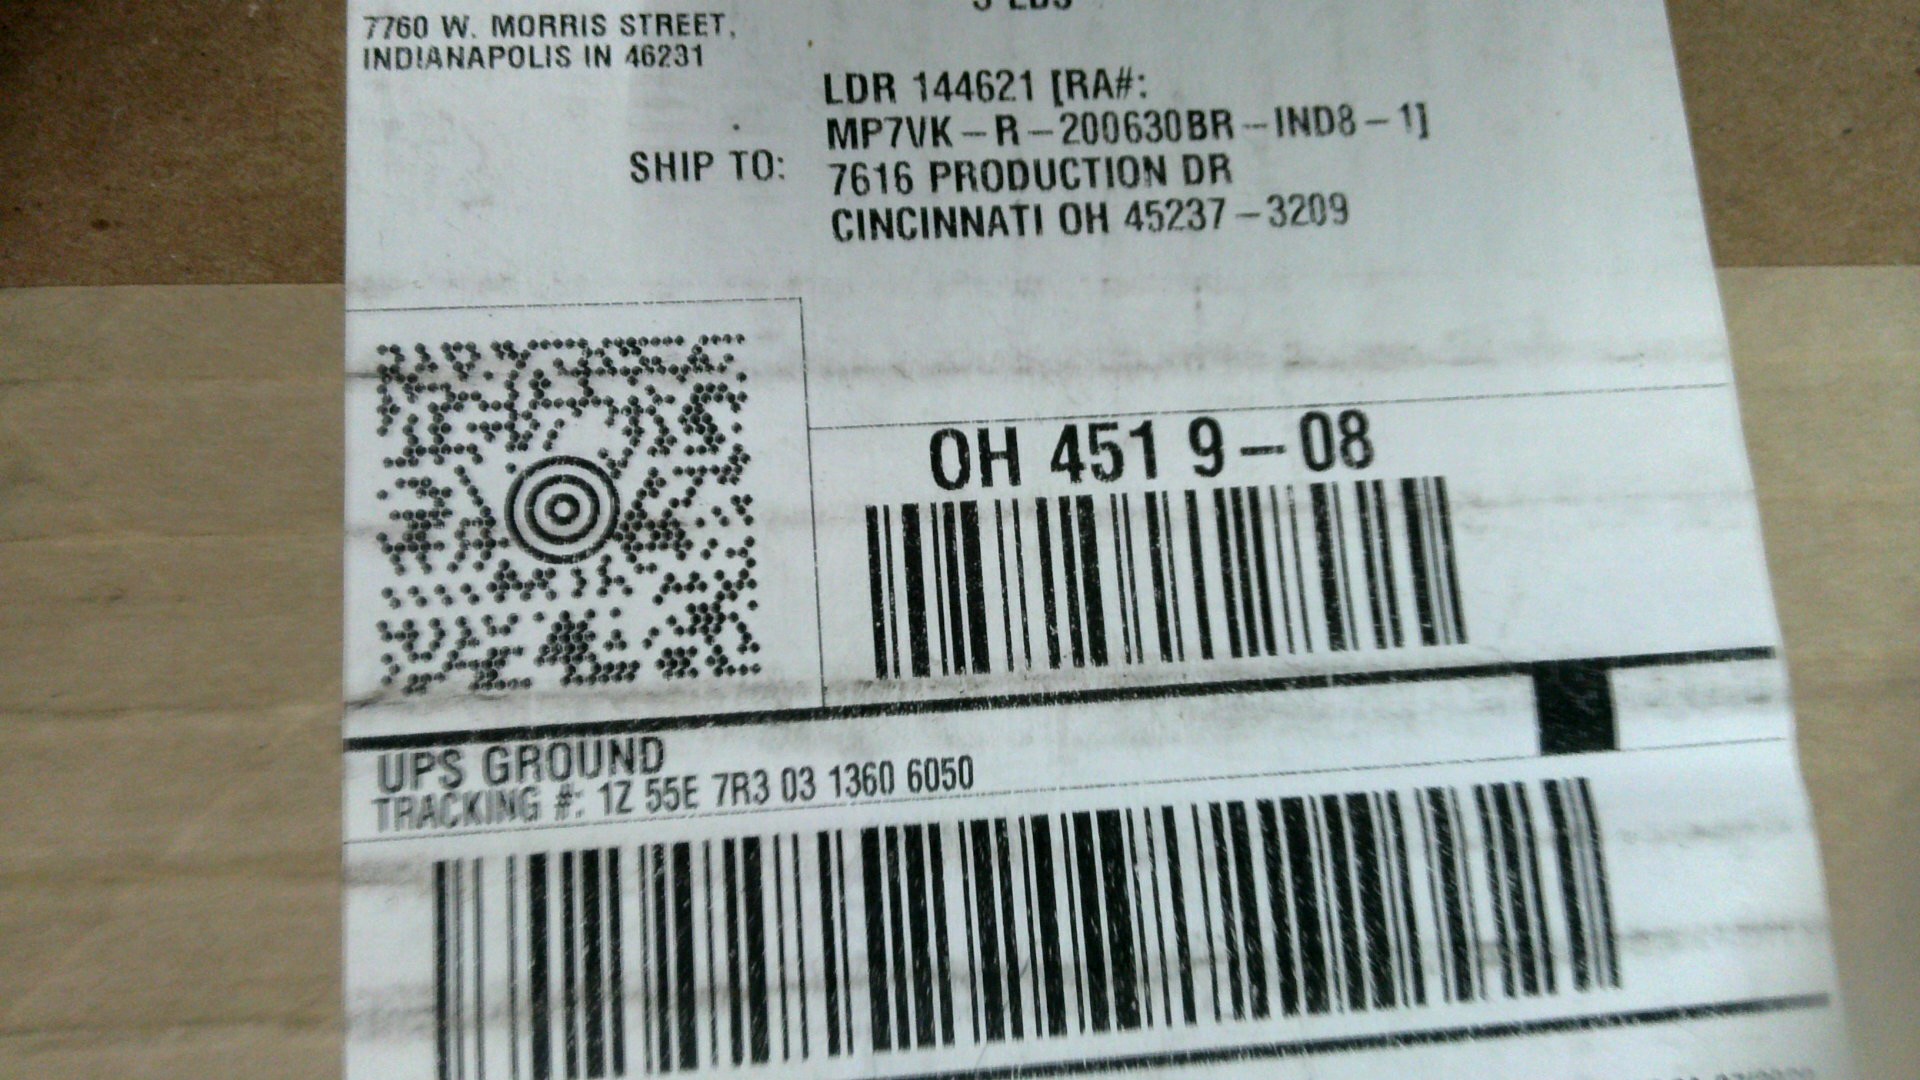 7760 W. MORRIS STREET,
INDIANAPOLIS IN 46231
LDR 144621 [RA#:
MP7VK-R-200630BR-IND8-1]
SHIP TO: 7616 PRODUCTION DR
CINCINNATI OH 45237-3209
OH 451 9-08
UPS GROUND
TRACKING #: 1Z 55E 7R3 03 1360 6050